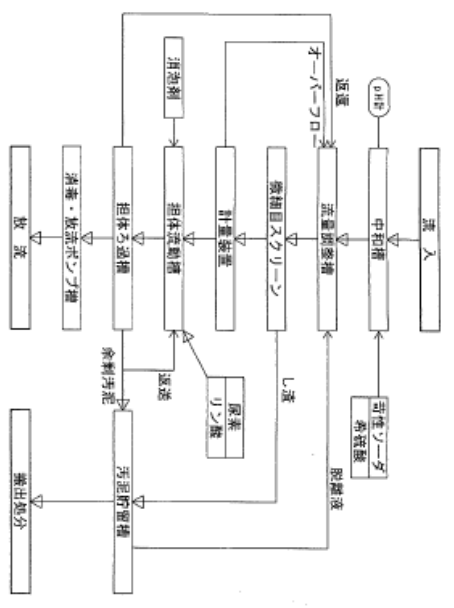 流入
pH計
中和槽
苛性ソーダ
希硫酸
返還
オーバーフロー
流量調整槽
脱離液
微細目スクリーン
し渣
計量装置
消泡剤
担体流動槽
尿素
リン酸
返送
担体ろ過槽
余剰汚泥
汚泥貯留槽
消毒・放流ポンプ槽
放流
搬出処分